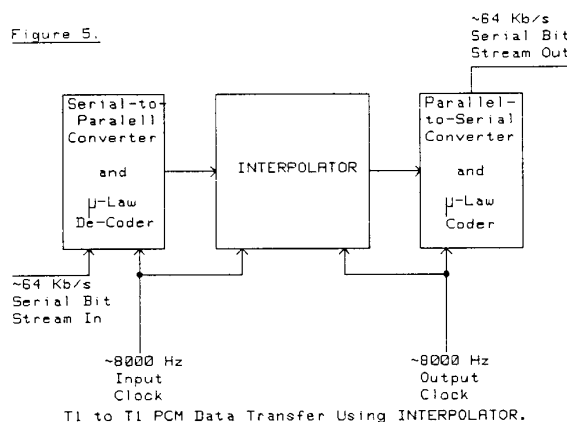 Figure 5.
~64 Kb/s
Serial Bit
Stream Out
Serial-to-
Paralell
Converter
and
μ-Law
De-Coder
INTERPOLATOR
Parallel-
to-Serial
Converter
and
μ-Law
Coder
~64 Kb/s
Serial Bit
Stream In
~8000 Hz
Input
Clock
~8000 Hz
Output
Clock
T1 to T1 PCM Data Transfer Using INTERPOLATOR.